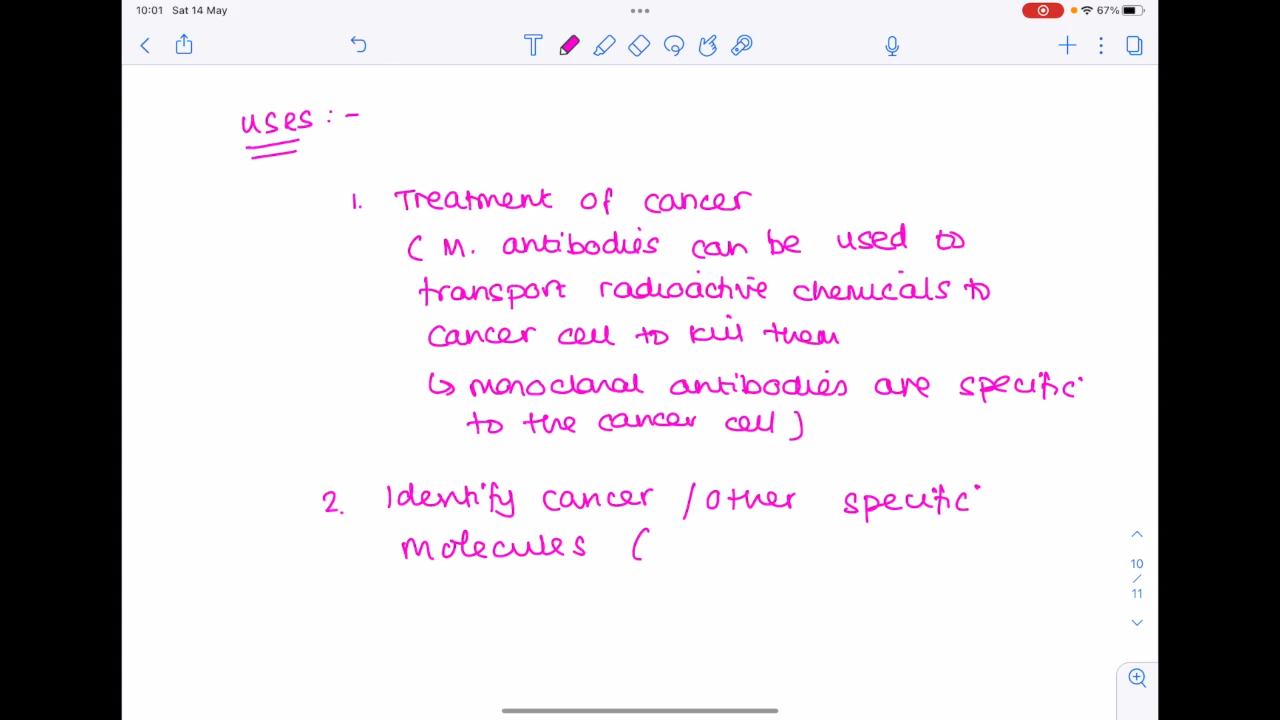 10:01 Sat 14 May
67%
uses :-
1. Treatment of cancer
( M. antibodies can be used to
transport radioactive chemicals to
cancer cell to kill them
↳ monoclonal antibodies are specific
to the cancer cell )
2. Identify cancer / other specific
molecules (
10
/
11